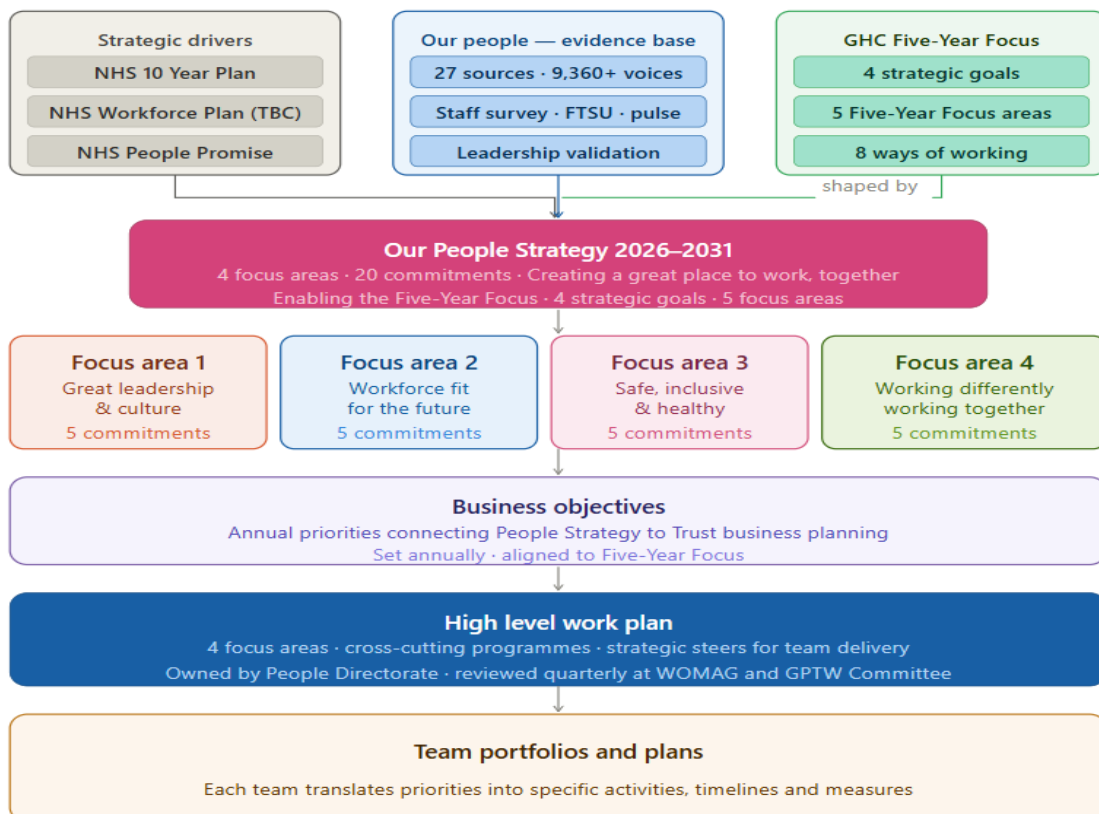 Strategic drivers
NHS 10 Year Plan
NHS Workforce Plan (TBC)
NHS People Promise
Our people — evidence base
27 sources · 9,360+ voices
Staff survey · FTSU · pulse
Leadership validation
GHC Five-Year Focus
4 strategic goals
5 Five-Year Focus areas
8 ways of working
shaped by
Our People Strategy 2026–2031
4 focus areas · 20 commitments · Creating a great place to work, together
Enabling the Five-Year Focus · 4 strategic goals · 5 focus areas
Focus area 1
Great leadership
& culture
5 commitments
Focus area 2
Workforce fit
for the future
5 commitments
Focus area 3
Safe, inclusive
& healthy
5 commitments
Focus area 4
Working differently
working together
5 commitments
Business objectives
Annual priorities connecting People Strategy to Trust business planning
Set annually · aligned to Five-Year Focus
High level work plan
4 focus areas · cross-cutting programmes · strategic steers for team delivery
Owned by People Directorate · reviewed quarterly at WOMAG and GPTW Committee
Team portfolios and plans
Each team translates priorities into specific activities, timelines and measures